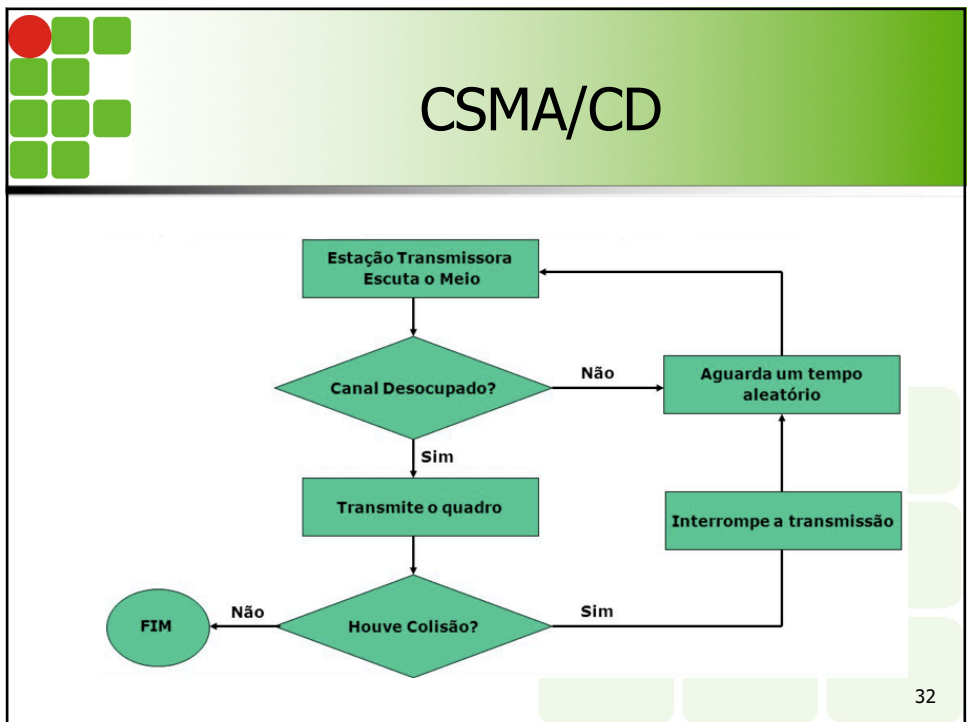 CSMA/CD
Estação Transmissora
Escuta o Meio
Canal Desocupado?
Não
Aguarda um tempo
aleatório
Sim
Transmite o quadro
Interrompe a transmissão
Houve Colisão?
Sim
Não
FIM
32